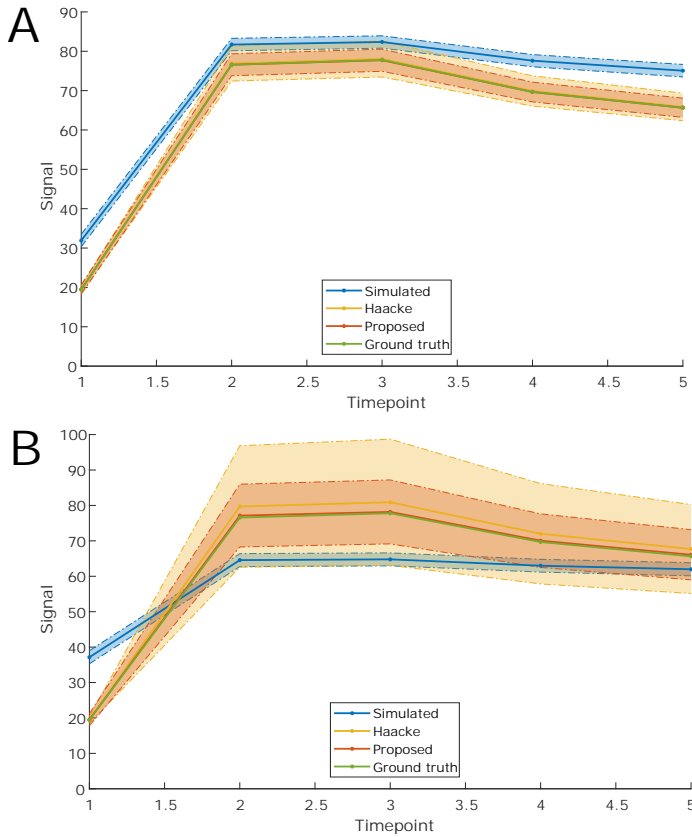 A
90
80
70
60
50
40
30
20
10
0
Signal
Simulated
Haacke
Proposed
Ground truth
1 1.5 2 2.5 3 3.5 4 4.5 5
Timepoint
B
100
90
80
70
60
50
40
30
20
10
0
Signal
Simulated
Haacke
Proposed
Ground truth
1 1.5 2 2.5 3 3.5 4 4.5 5
Timepoint